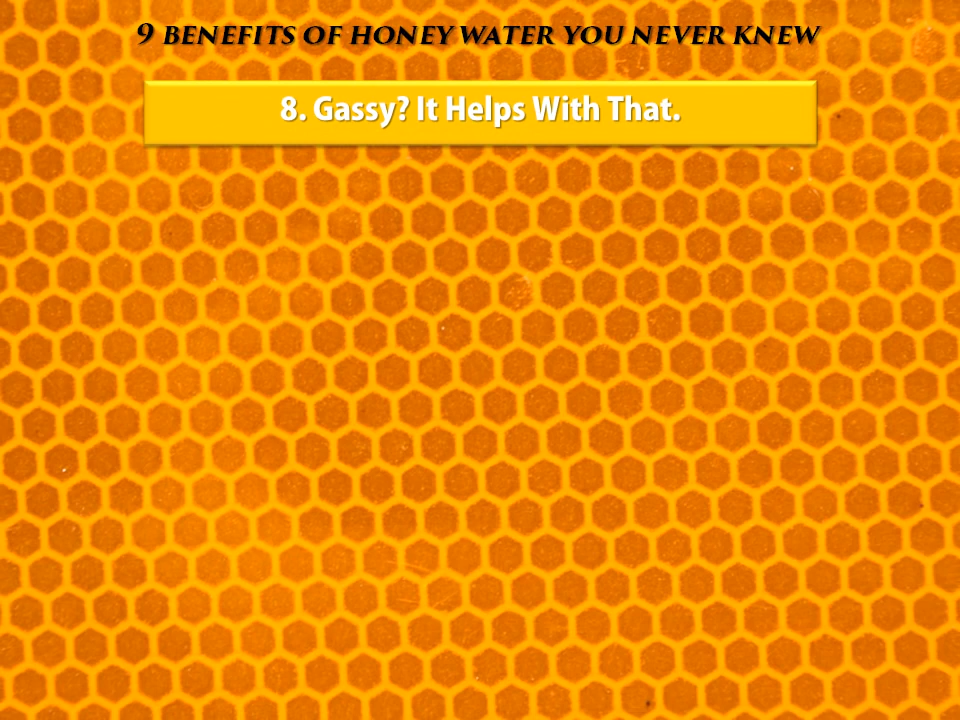 9 BENEFITS OF HONEY WATER YOU NEVER KNEW
8. Gassy? It Helps With That.